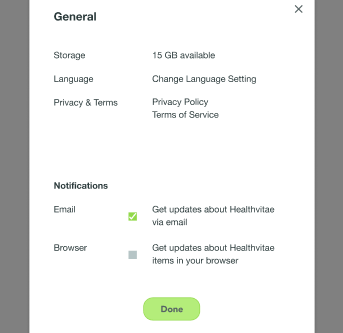 General
Storage 15 GB available
Language Change Language Setting
Privacy & Terms Privacy Policy
Terms of Service
Notifications
Email Get updates about Healthvitae
via email
Browser Get updates about Healthvitae
items in your browser
Done